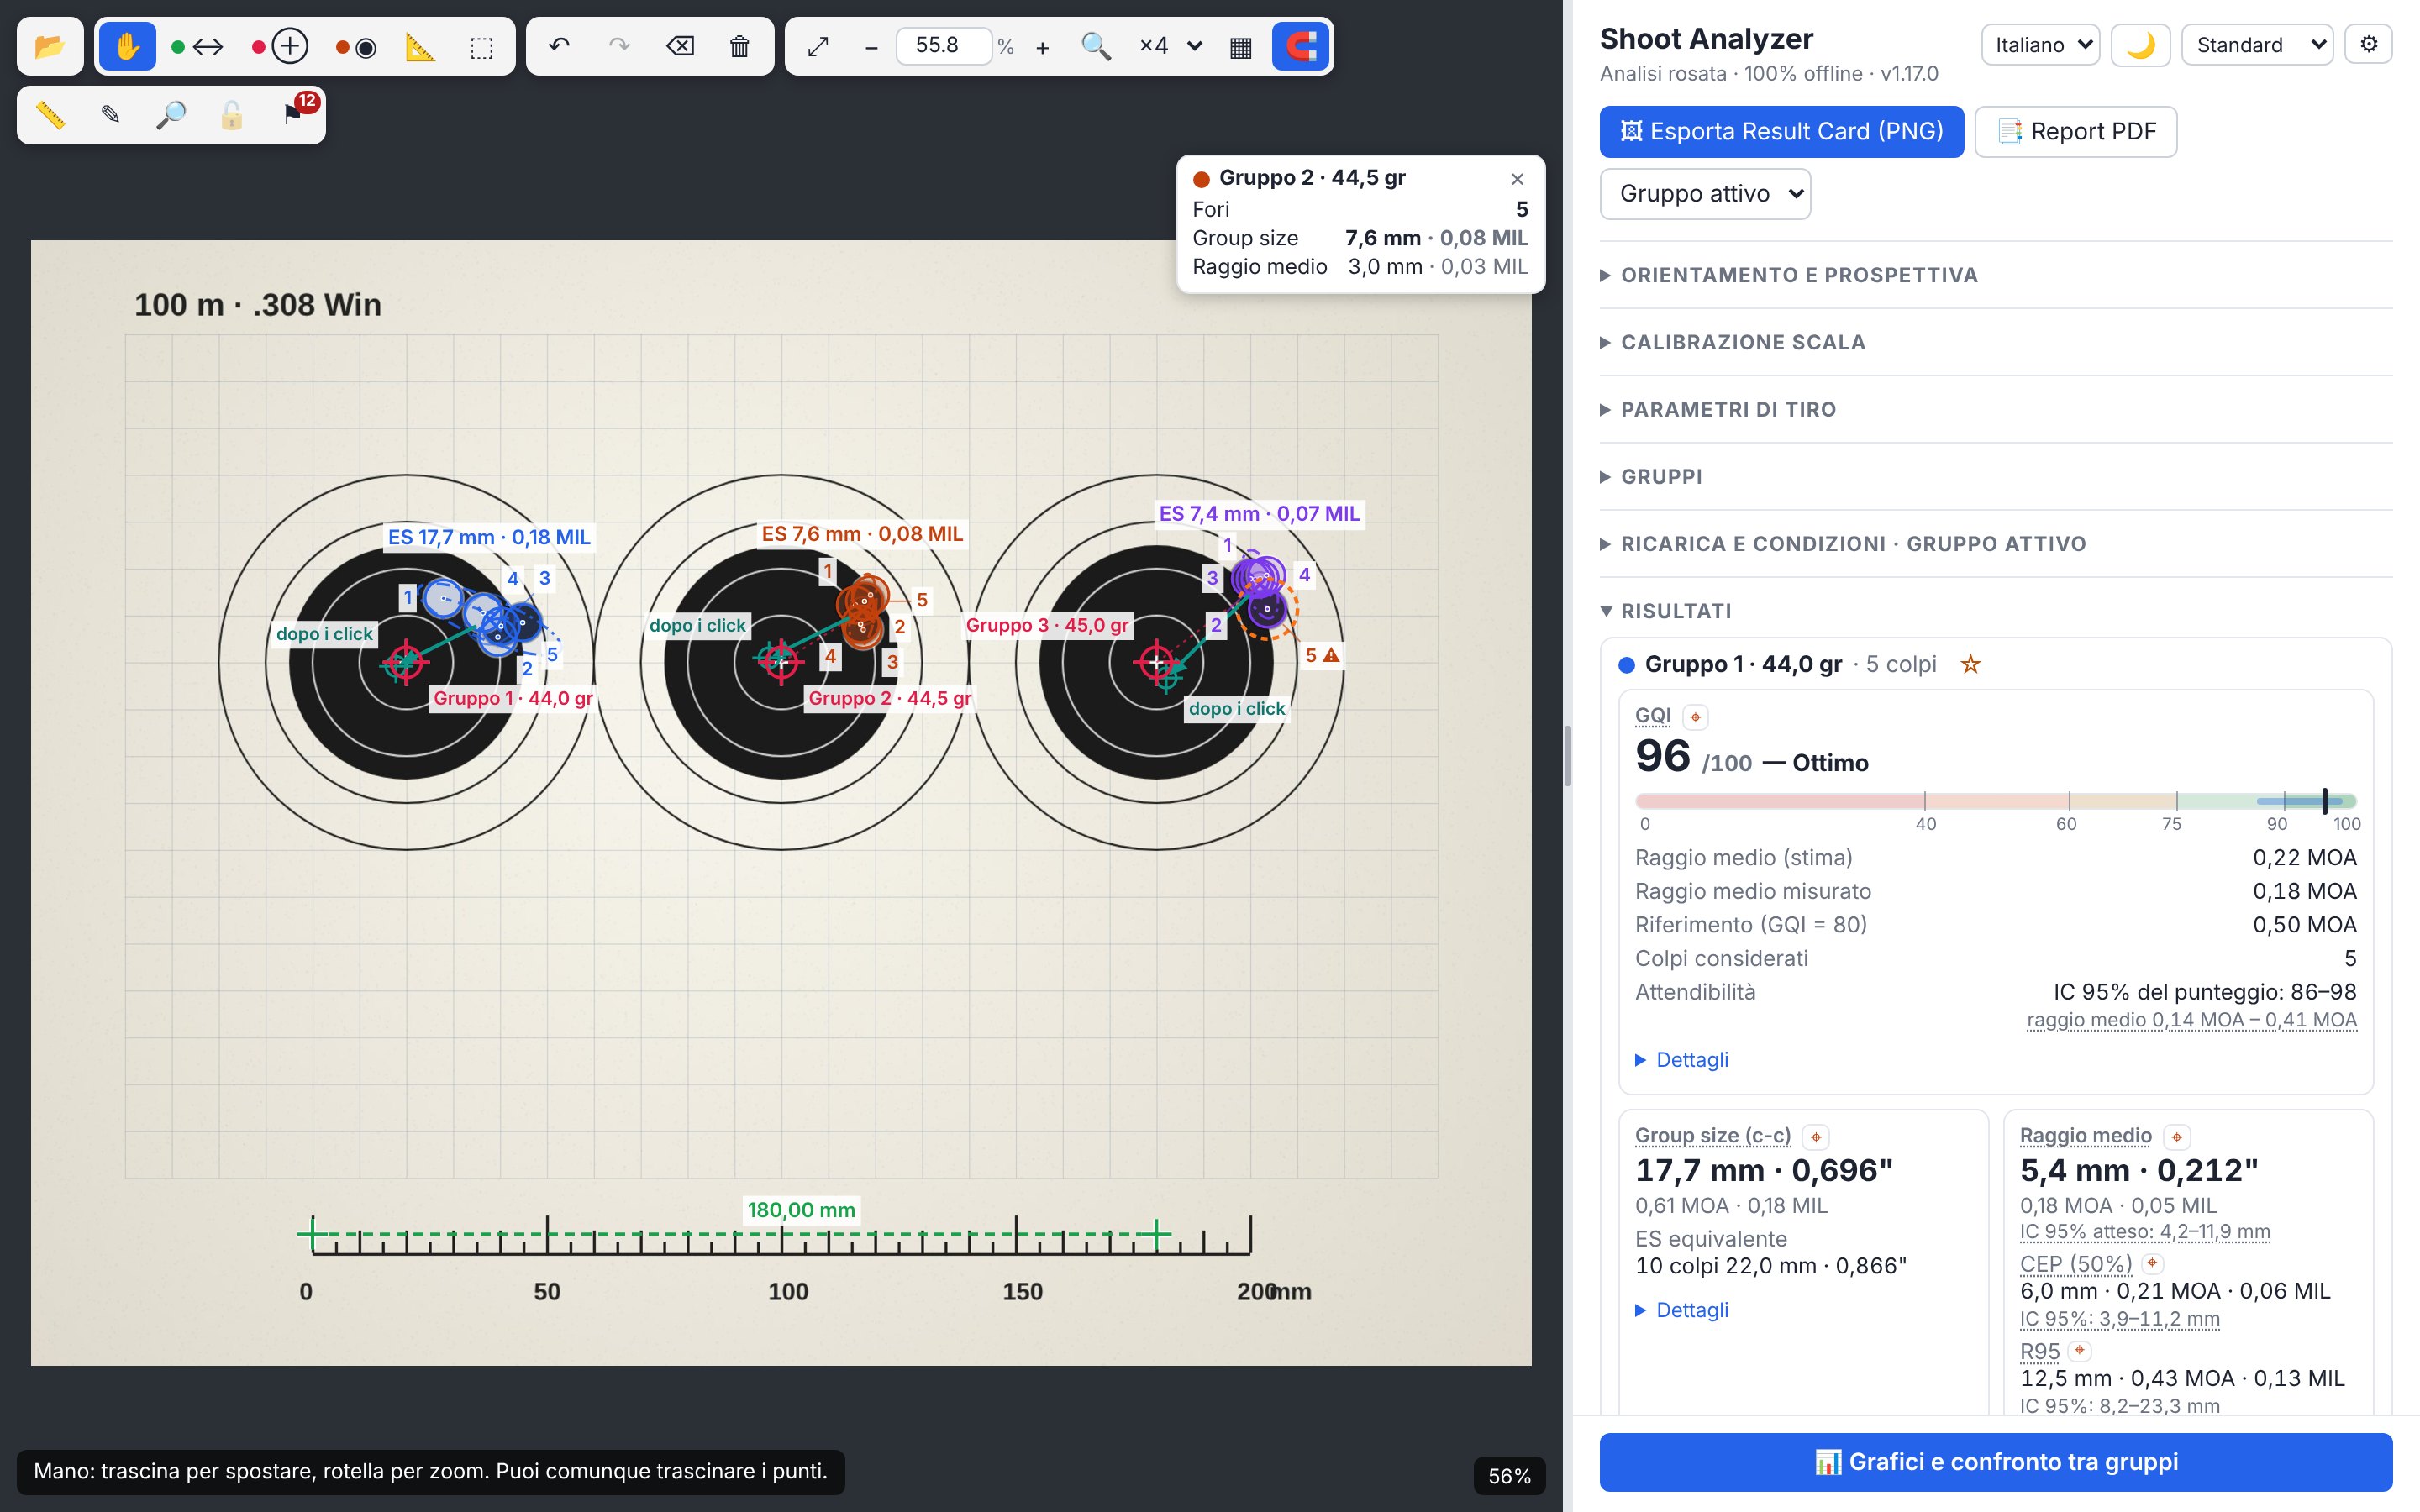 55.8 %
×4
12
Gruppo 2 · 44,5 gr ×
Fori 5
Group size 7,6 mm · 0,08 MIL
Raggio medio 3,0 mm · 0,03 MIL
100 m · .308 Win
ES 17,7 mm · 0,18 MIL
ES 7,6 mm · 0,08 MIL
ES 7,4 mm · 0,07 MIL
1
4
3
dopo i click
5
2
Gruppo 1 · 44,0 gr
1
5
2
dopo i click
4
3
Gruppo 2 · 44,5 gr
1
3
4
2
Gruppo 3 · 45,0 gr
5 ⚠
dopo i click
180,00 mm
0 50 100 150 200mm
Mano: trascina per spostare, rotella per zoom. Puoi comunque trascinare i punti.
56%
Shoot Analyzer
Analisi rosata · 100% offline · v1.17.0
Italiano
Standard
Esporta Result Card (PNG)
Report PDF
Gruppo attivo
ORIENTAMENTO E PROSPETTIVA
CALIBRAZIONE SCALA
PARAMETRI DI TIRO
GRUPPI
RICARICA E CONDIZIONI · GRUPPO ATTIVO
RISULTATI
Gruppo 1 · 44,0 gr · 5 colpi
GQI
96 /100 — Ottimo
0 40 60 75 90 100
Raggio medio (stima) 0,22 MOA
Raggio medio misurato 0,18 MOA
Riferimento (GQI = 80) 0,50 MOA
Colpi considerati 5
Attendibilità IC 95% del punteggio: 86–98
raggio medio 0,14 MOA – 0,41 MOA
Dettagli
Group size (c-c)
17,7 mm · 0,696"
0,61 MOA · 0,18 MIL
ES equivalente
10 colpi 22,0 mm · 0,866"
Dettagli
Raggio medio
5,4 mm · 0,212"
0,18 MOA · 0,05 MIL
IC 95% atteso: 4,2–11,9 mm
CEP (50%)
6,0 mm · 0,21 MOA · 0,06 MIL
IC 95%: 3,9–11,2 mm
R95
12,5 mm · 0,43 MOA · 0,13 MIL
IC 95%: 8,2–23,3 mm
Grafici e confronto tra gruppi